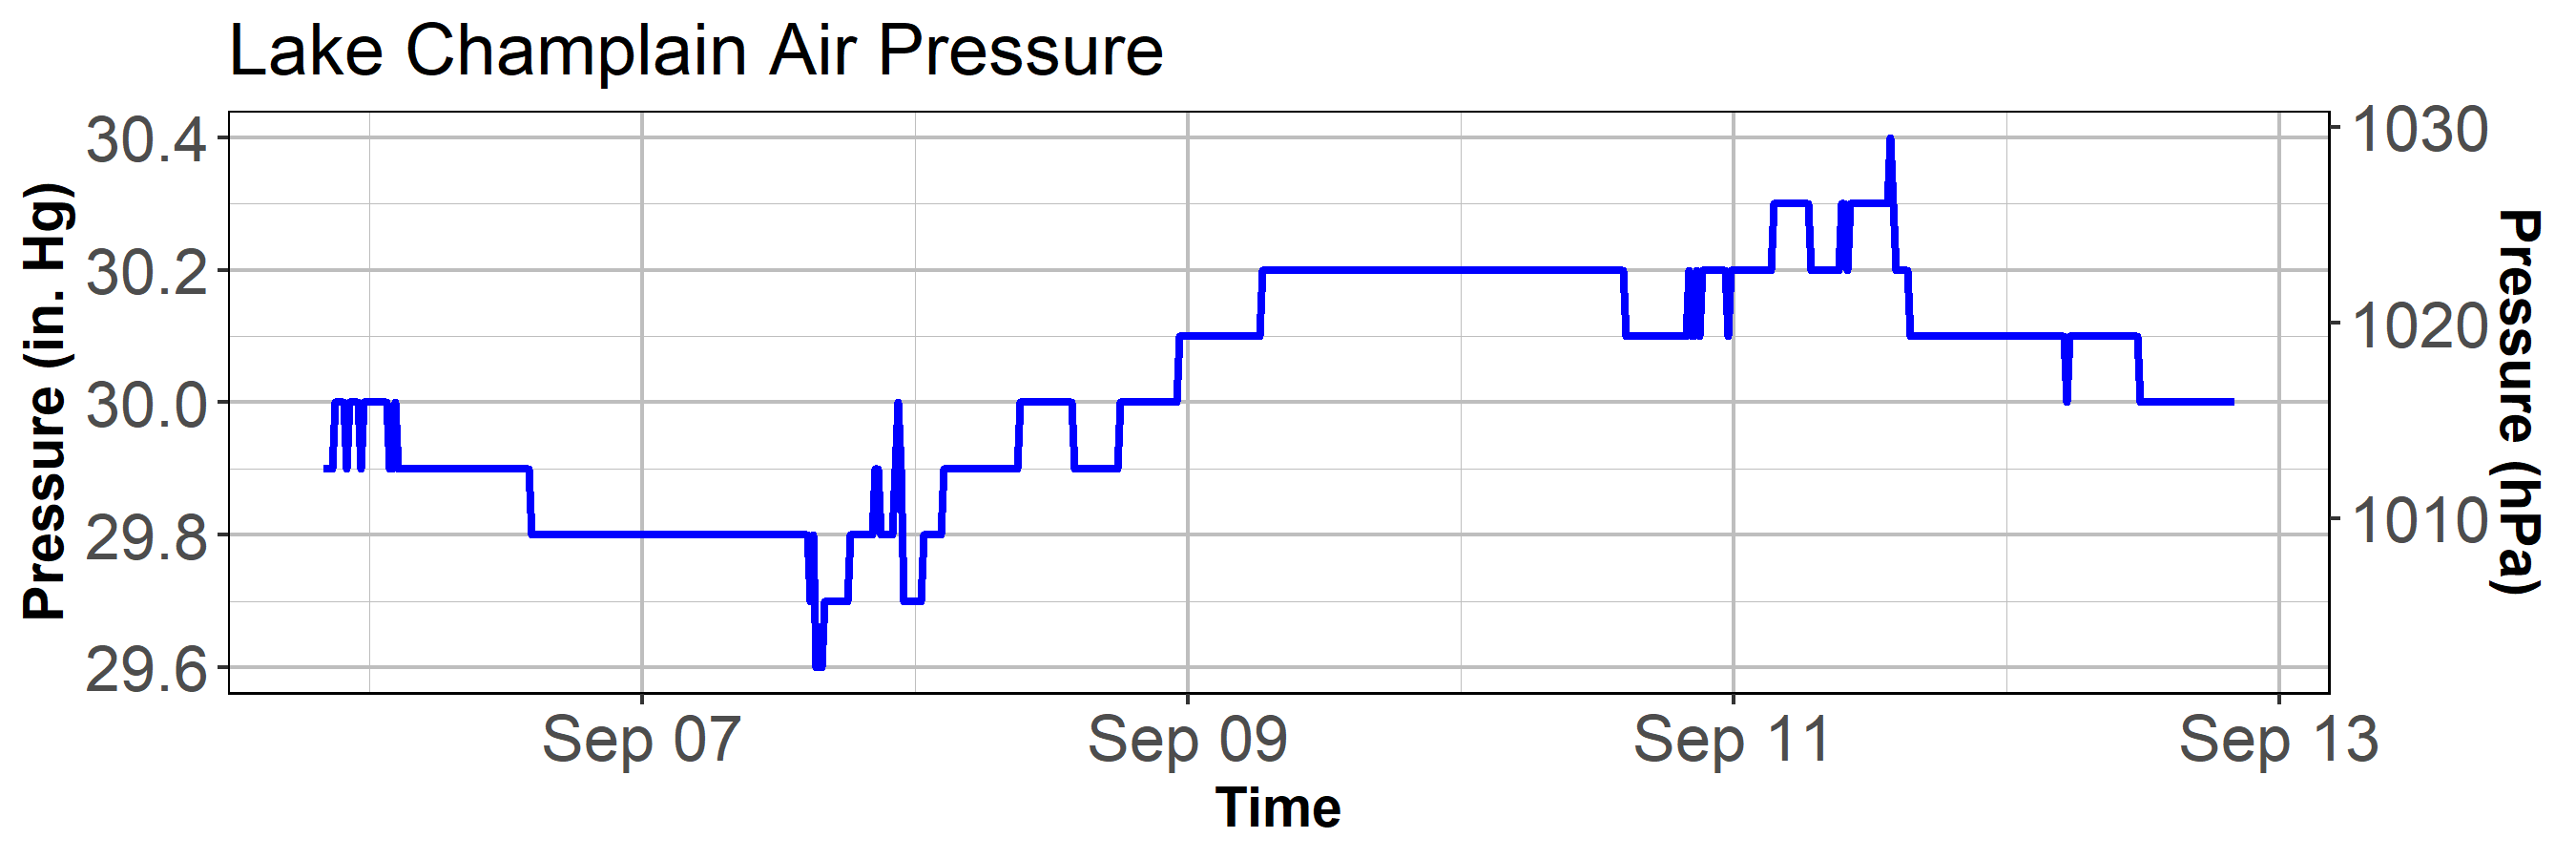 Lake Champlain Air Pressure
Pressure (in. Hg)
30.4
30.2
30.0
29.8
29.6
1030
1020
1010
Pressure (hPa)
Sep 07 Sep 09 Sep 11 Sep 13
Time